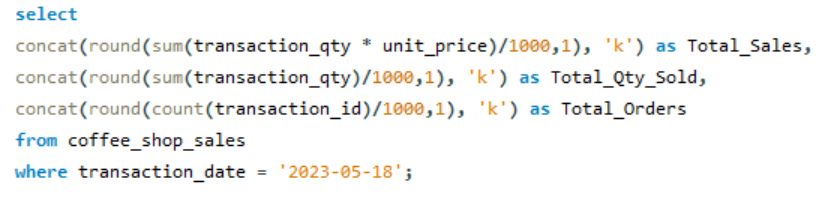 select
concat(round(sum(transaction_qty * unit_price)/1000,1), 'k') as Total_Sales,
concat(round(sum(transaction_qty)/1000,1), 'k') as Total_Qty_Sold,
concat(round(count(transaction_id)/1000,1), 'k') as Total_Orders
from coffee_shop_sales
where transaction_date = '2023-05-18';